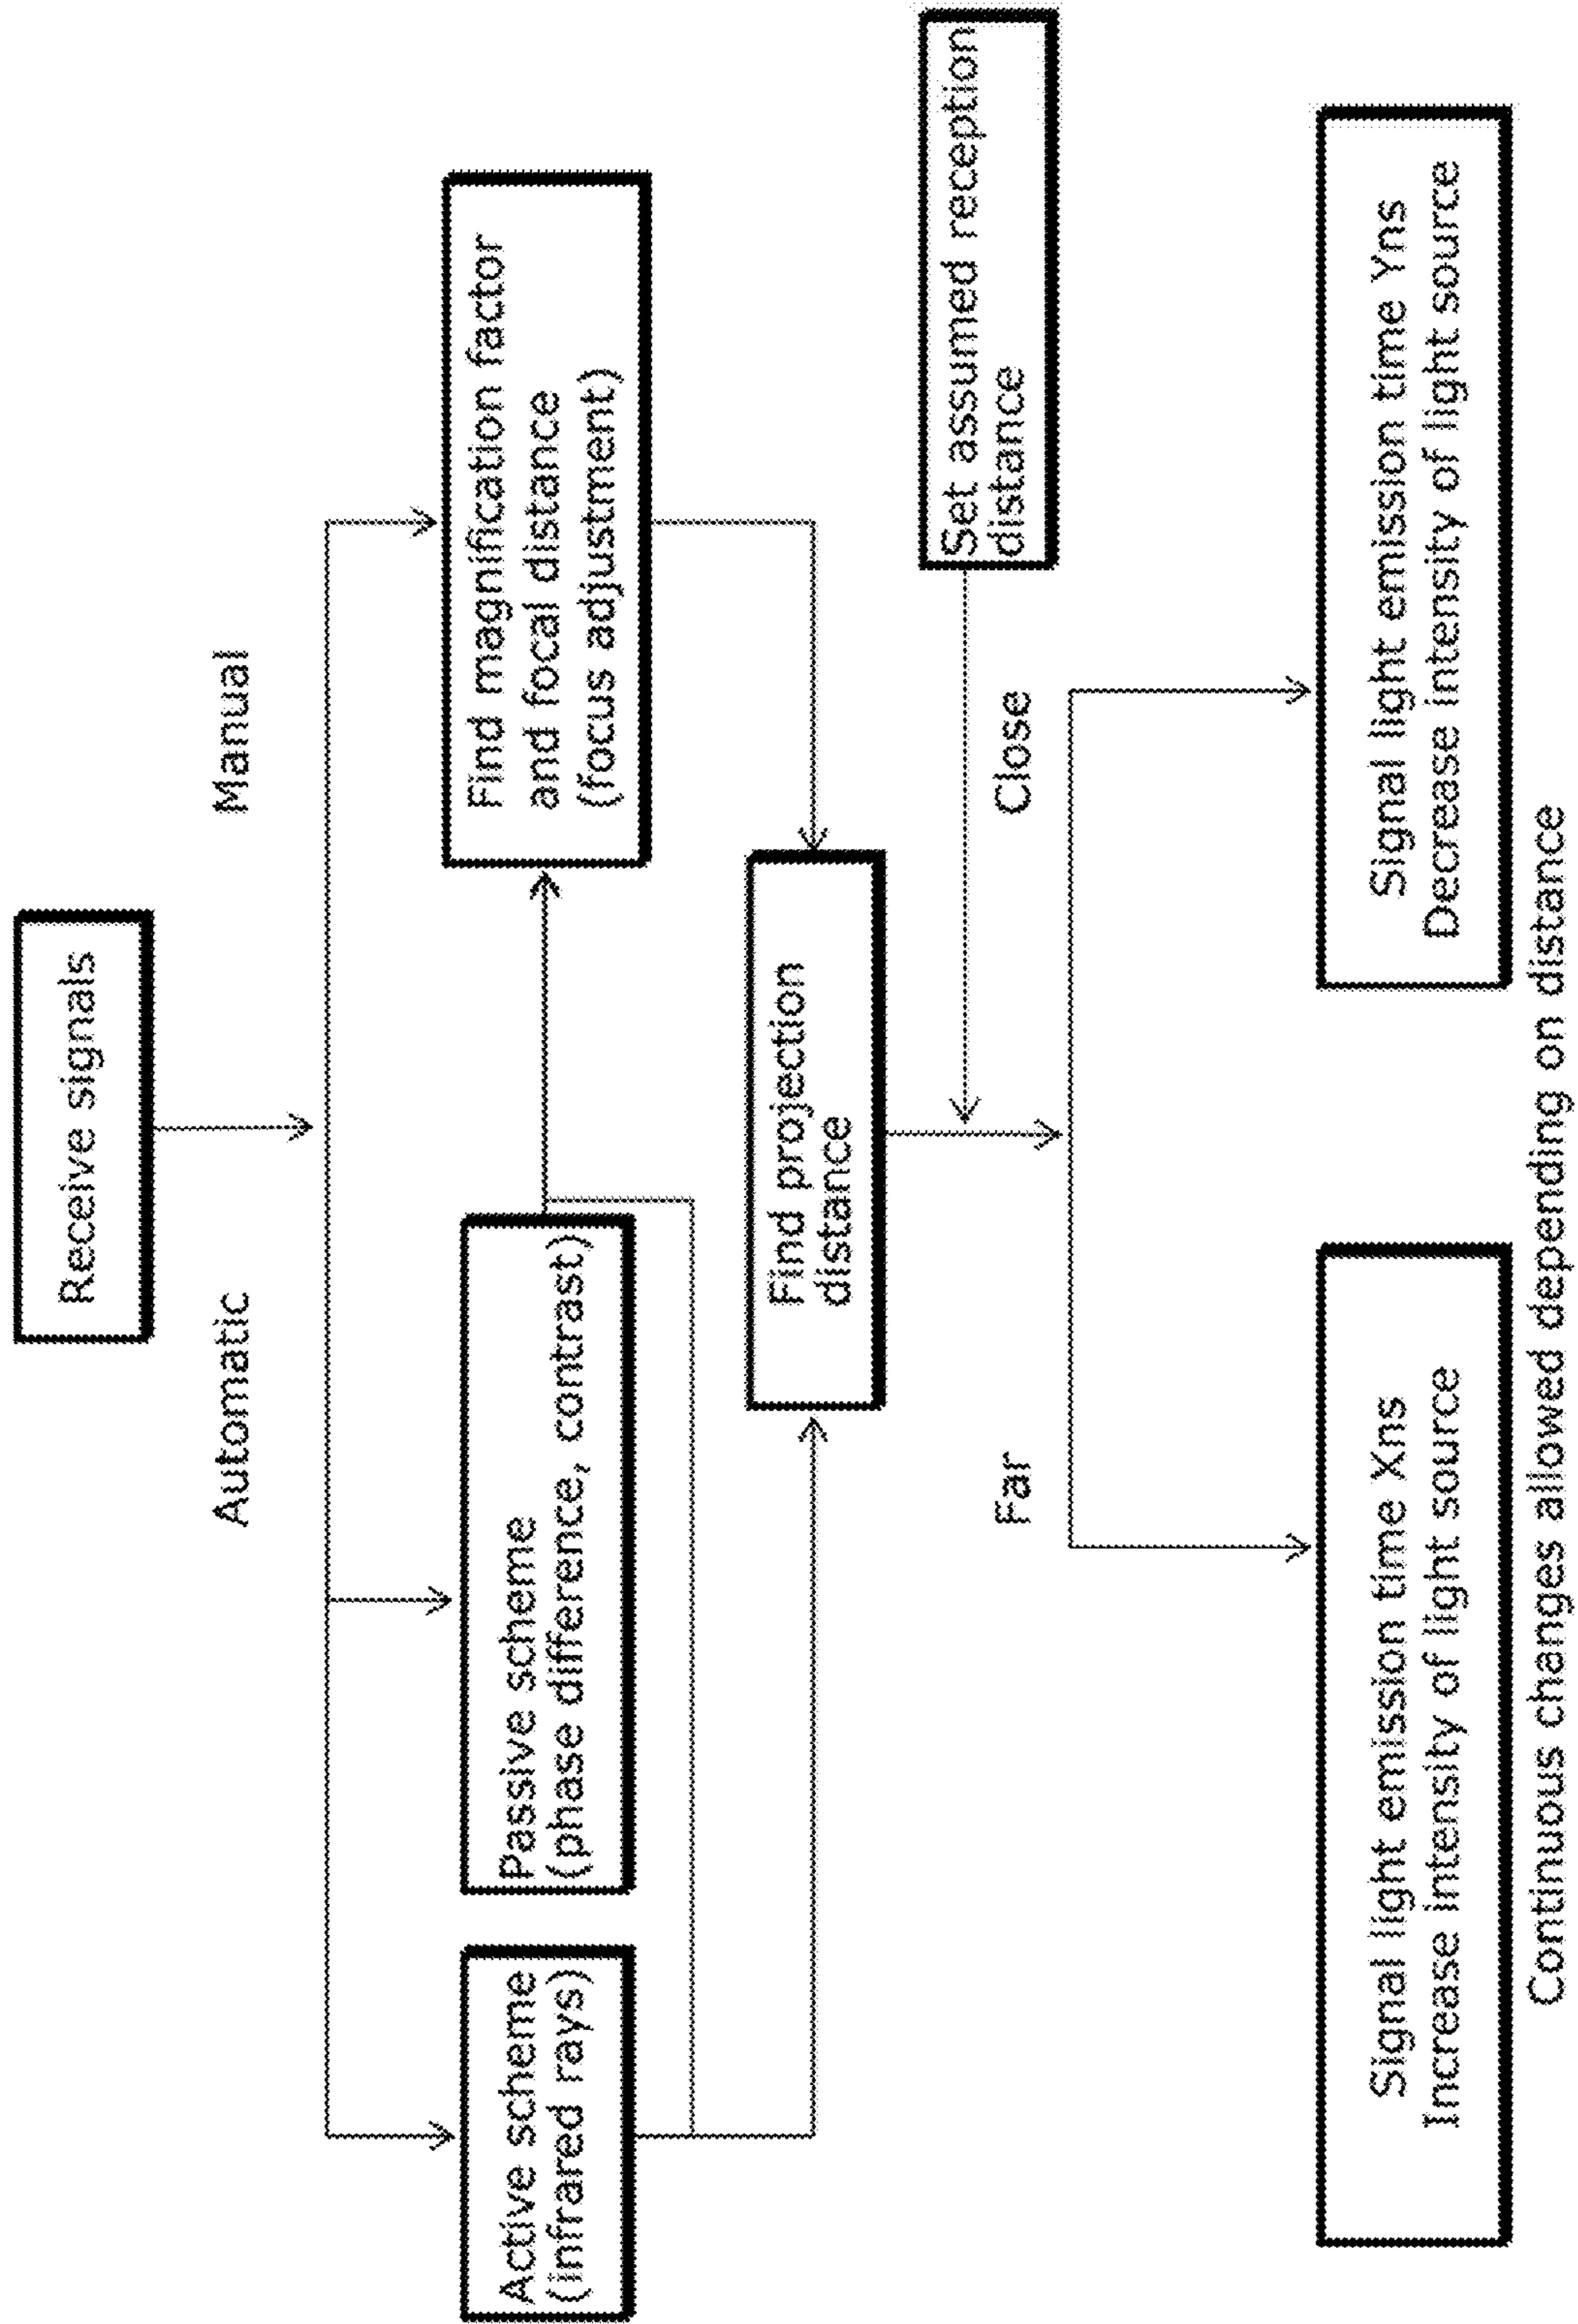 Receive signals
Automatic
Manual
Active scheme
(infrared rays)
Passive scheme
(phase difference, contrast)
Find magnification factor
and focal distance
(focus adjustment)
Find projection
distance
Set assumed reception
distance
Far
Close
Signal light emission time Xns
Increase intensity of light source
Signal light emission time Yns
Decrease intensity of light source
Continuous changes allowed depending on distance